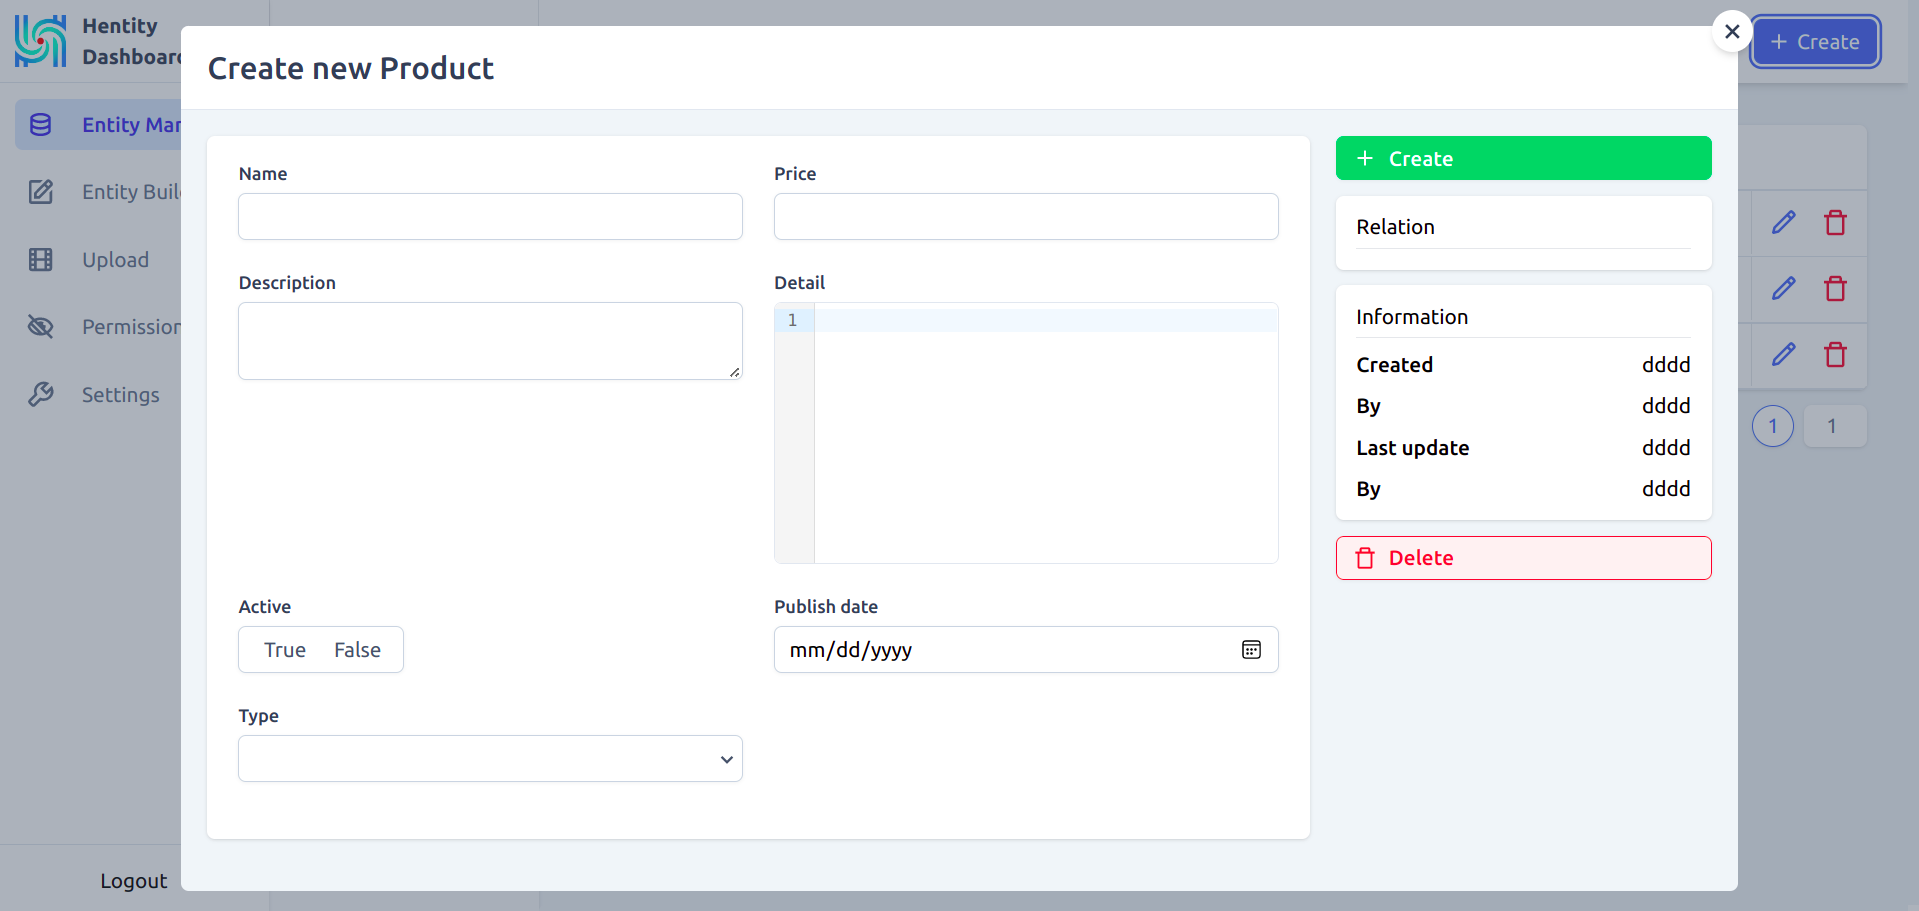 Hentity
Dashboard
Create
Create new Product
Entity Mar
Entity Buil
Upload
Permission
Settings
Logout
Name
Price
Description
Detail
1
Active
True False
Publish date
mm/dd/yyyy
Type
Create
Relation
Information
Created dddd
By dddd
Last update dddd
By dddd
Delete
1 1